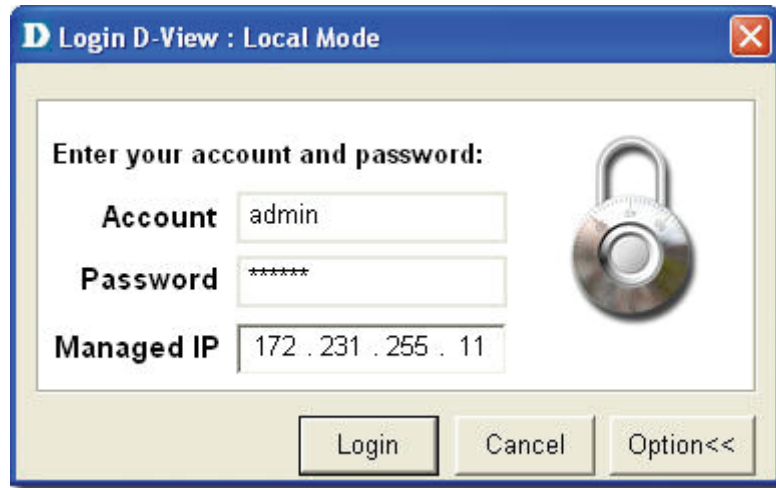 D Login D-View : Local Mode
Enter your account and password:
Account admin
Password ******
Managed IP 172 . 231 . 255 . 11
Login Cancel Option<<